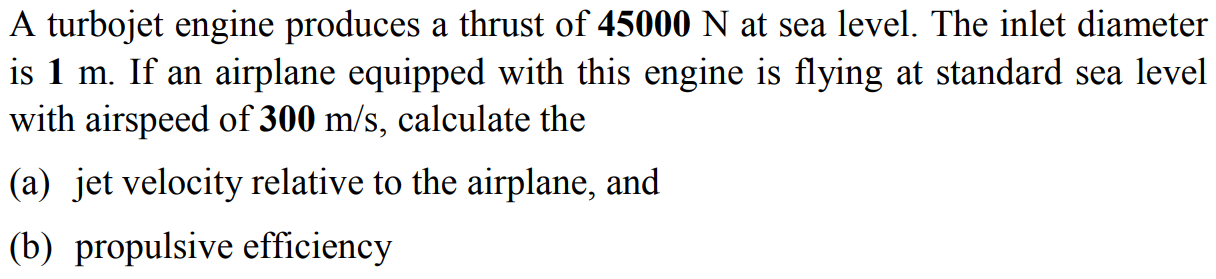 A turbojet engine produces a thrust of 45000 N at sea level. The inlet diameter
is 1 m. If an airplane equipped with this engine is flying at standard sea level
with airspeed of 300 m/s, calculate the
(a) jet velocity relative to the airplane, and
(b) propulsive efficiency